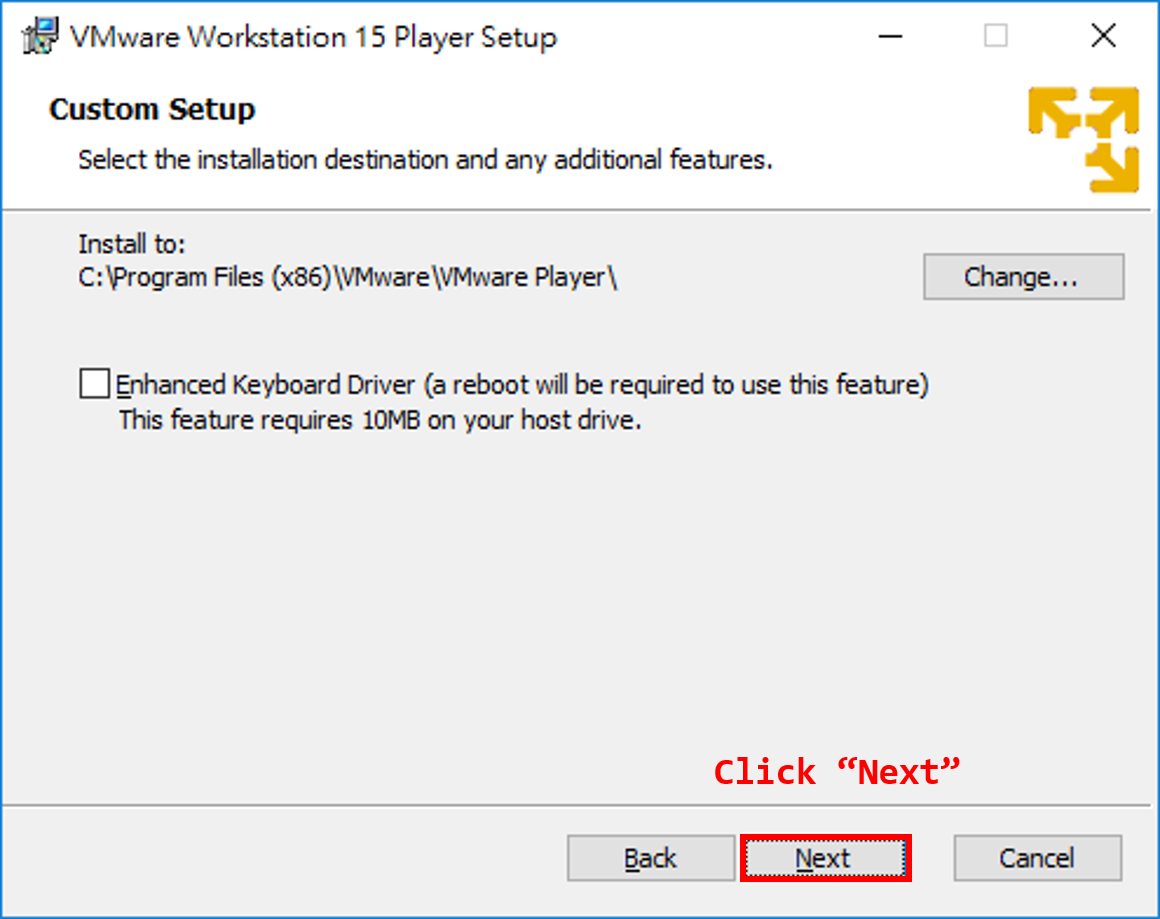 VMware Workstation 15 Player Setup
Custom Setup
Select the installation destination and any additional features.
Install to:
C:\Program Files (x86)\VMware\VMware Player\
Change...
Enhanced Keyboard Driver (a reboot will be required to use this feature)
This feature requires 10MB on your host drive.
Click “Next”
Back
Next
Cancel